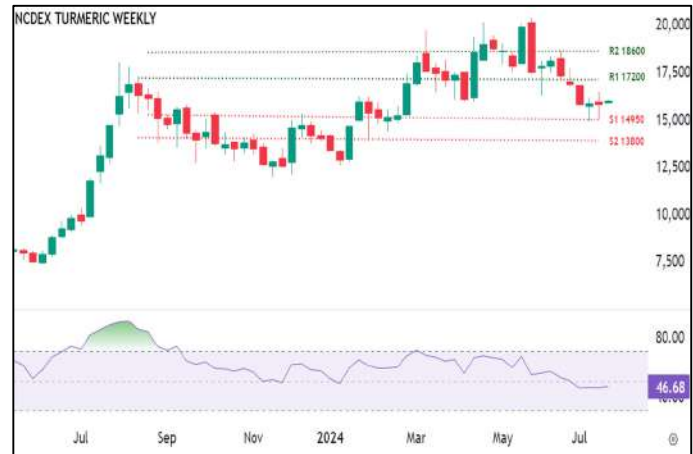 NCDEX TURMERIC WEEKLY
20,000
R2 18600
17,500
R1 17200
15,000
S1 14950
S2 13800
12,500
10,000
7,500
80.00
46.68
Jul Sep Nov 2024 Mar May Jul